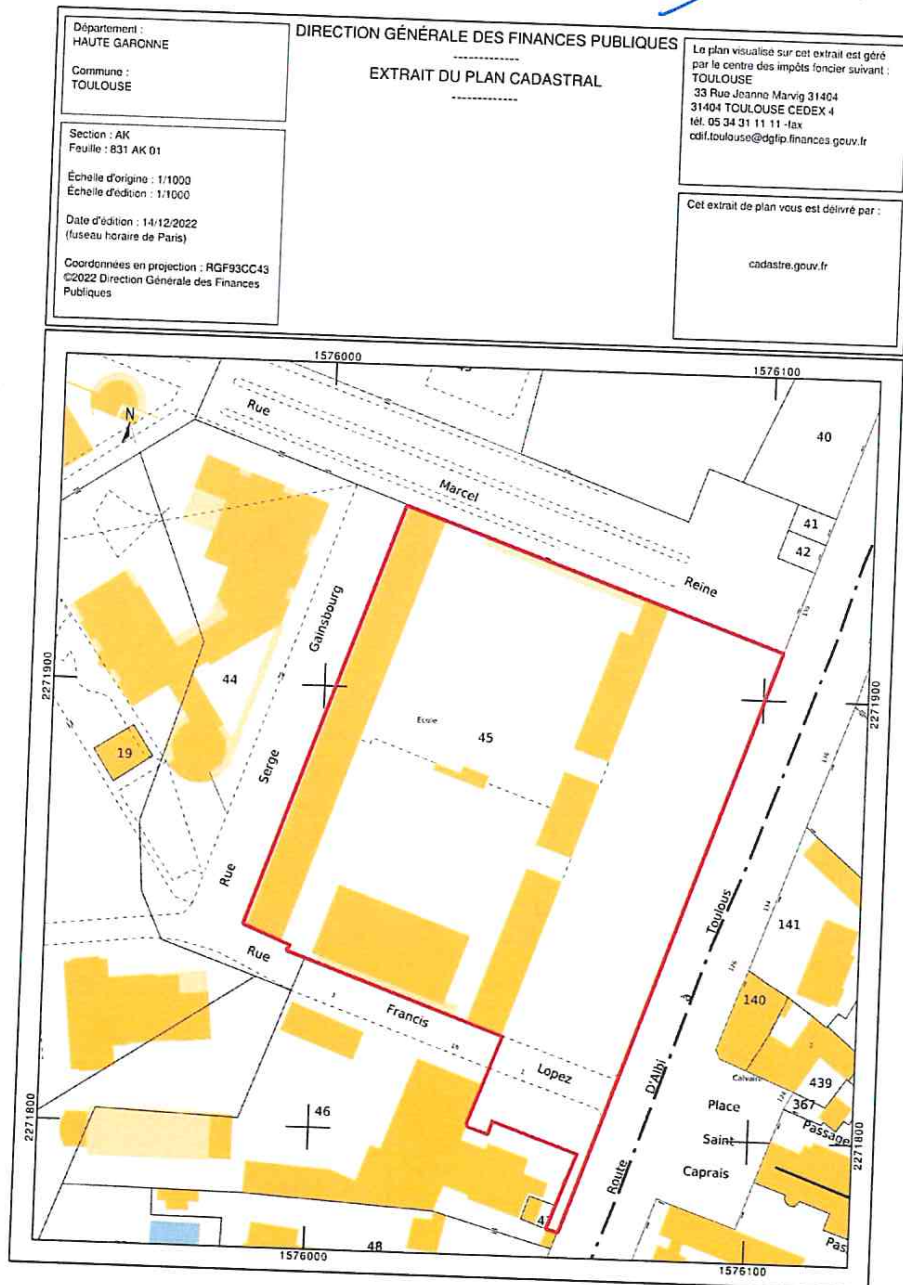 Département :
HAUTE GARONNE
Commune :
TOULOUSE
Section : AK
Feuille : 831 AK 01
Échelle d'origine : 1/1000
Échelle d'édition : 1/1000
Date d'édition : 14/12/2022
(fuseau horaire de Paris)
Coordonnées en projection : RGF93CC43
©2022 Direction Générale des Finances
Publiques
DIRECTION GÉNÉRALE DES FINANCES PUBLIQUES
-------------
EXTRAIT DU PLAN CADASTRAL
-------------
Le plan visualisé sur cet extrait est géré
par le centre des impôts foncier suivant :
TOULOUSE
33 Rue Jeanne Marvig 31404
31404 TOULOUSE CEDEX 4
tél. 05 34 31 11 11 -fax
cdif.toulouse@dgfip.finances.gouv.fr
Cet extrait de plan vous est délivré par :
cadastre.gouv.fr
1576000
1576100
N
Rue
Marcel
Reine
40
41
42
Gainsbourg
Serge
Rue
44
19
2271900
2271900
Ecole
45
Toulous
à
D'Albi
Route
126
134
141
140
439
367
Calvaire
Place
Saint
Caprais
Passage
Rue
Francis
Lopez
46
47
48
2271800
2271800
Pas
1576000
1576100